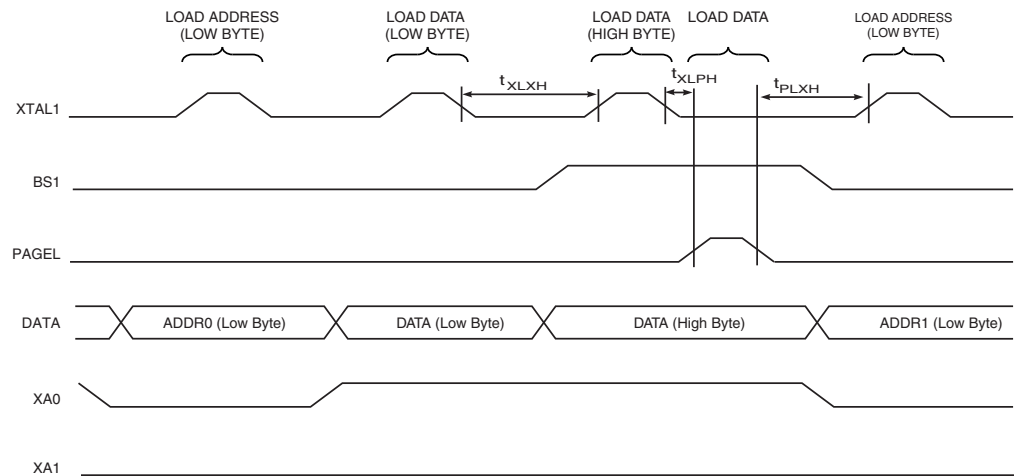 LOAD ADDRESS
(LOW BYTE)
LOAD DATA
(LOW BYTE)
LOAD DATA
(HIGH BYTE)
LOAD DATA
LOAD ADDRESS
(LOW BYTE)
tXLXH
tXLPH
tPLXH
XTAL1
BS1
PAGEL
DATA
ADDR0 (Low Byte)
DATA (Low Byte)
DATA (High Byte)
ADDR1 (Low Byte)
XA0
XA1